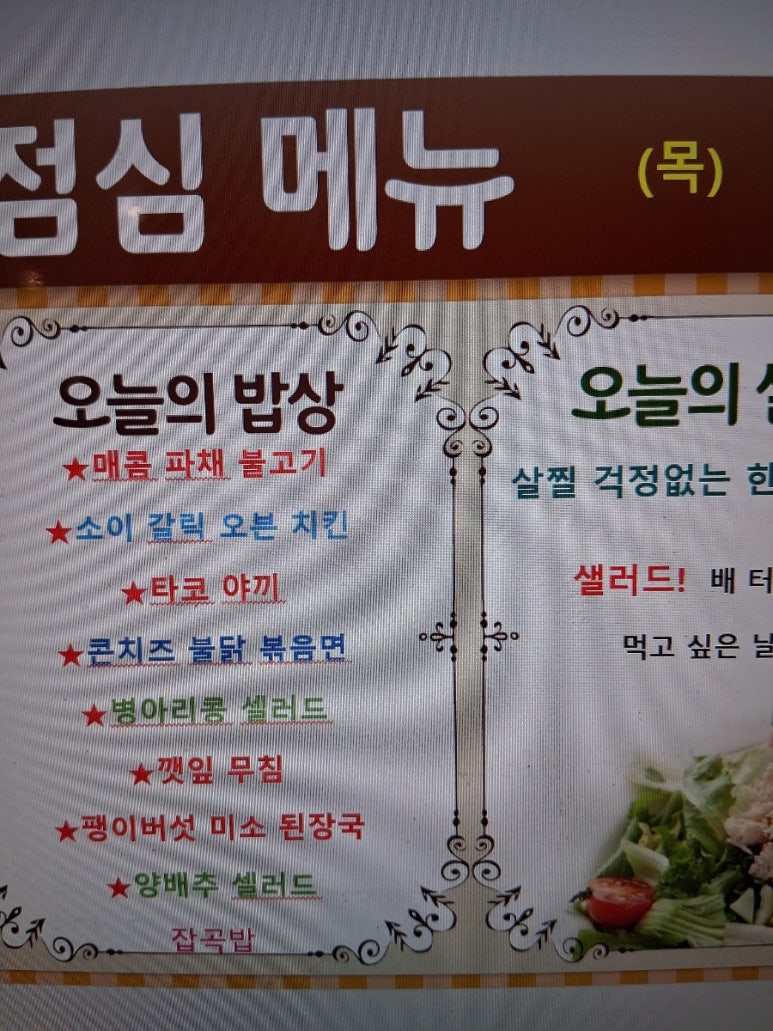 점심 메뉴 (목)
오늘의 밥상
★매콤 파채 불고기
★소이 갈릭 오븐 치킨
★타코 야끼
★콘치즈 불닭 볶음면
★병아리콩 셀러드
★깻잎 무침
★팽이버섯 미소 된장국
★양배추 셀러드
잡곡밥
오늘의
살찔 걱정없는 한
샐러드! 배 터
먹고 싶은 날